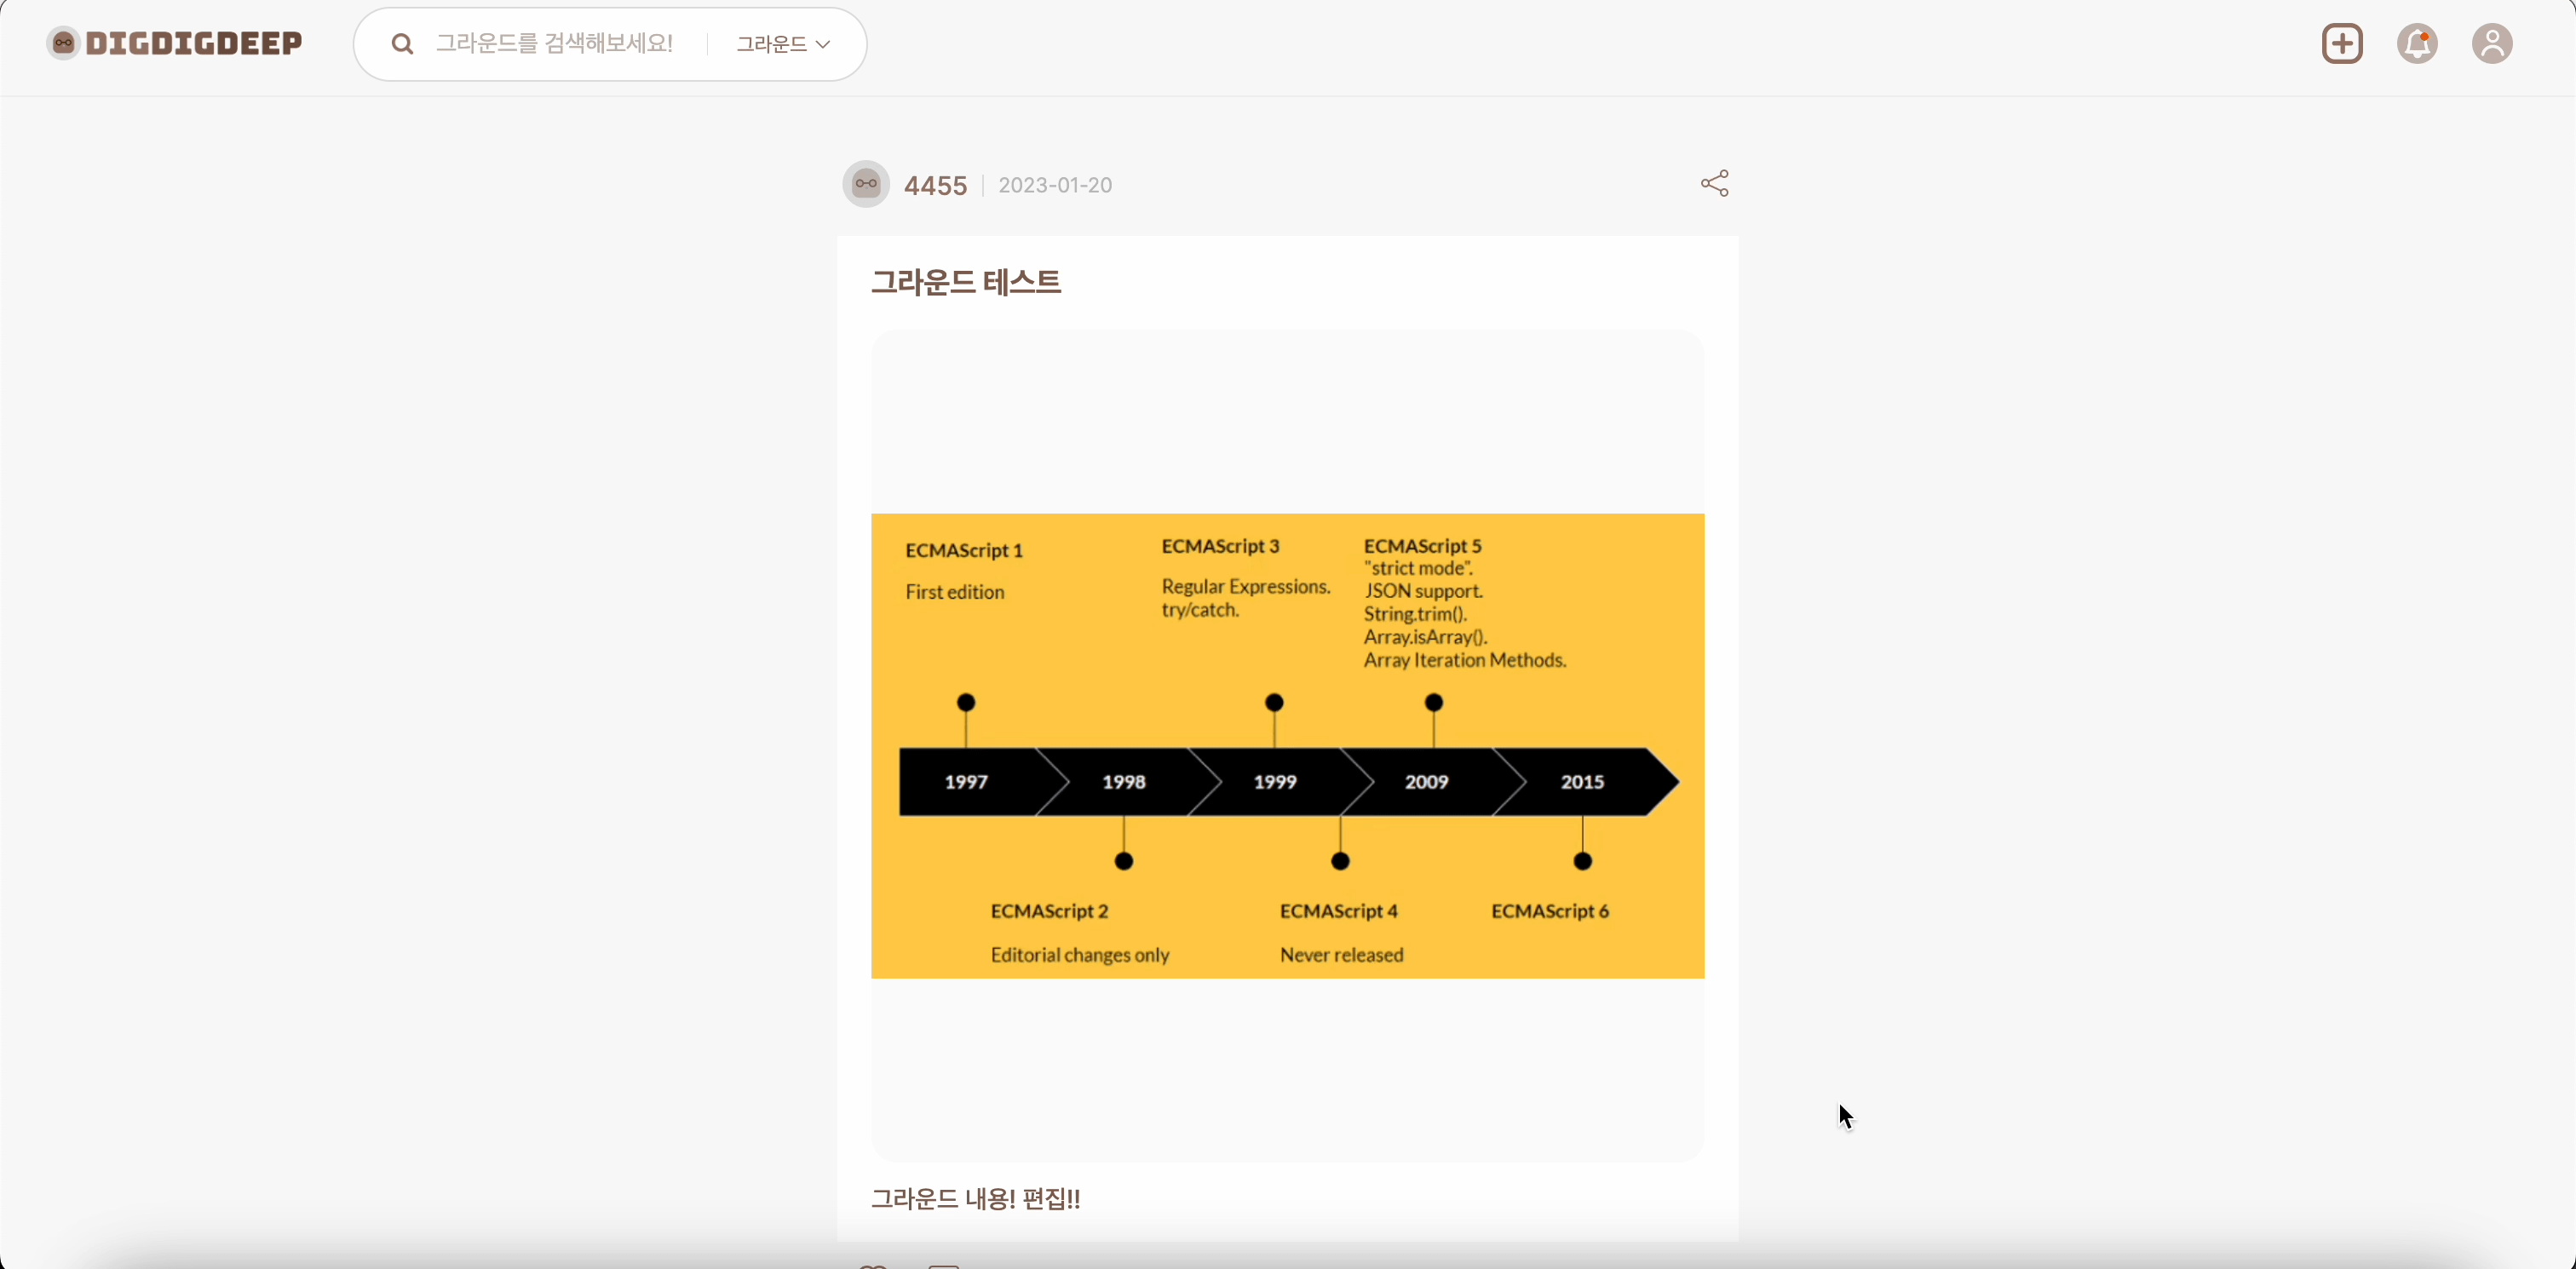 DIGDIGDEEP
그라운드를 검색해보세요!
그라운드
4455
2023-01-20
그라운드 테스트
ECMAScript 1
First edition
ECMAScript 3
Regular Expressions.
try/catch.
ECMAScript 5
"strict mode".
JSON support.
String.trim().
Array.isArray().
Array Iteration Methods.
1997
1998
1999
2009
2015
ECMAScript 2
Editorial changes only
ECMAScript 4
Never released
ECMAScript 6
그라운드 내용! 편집!!